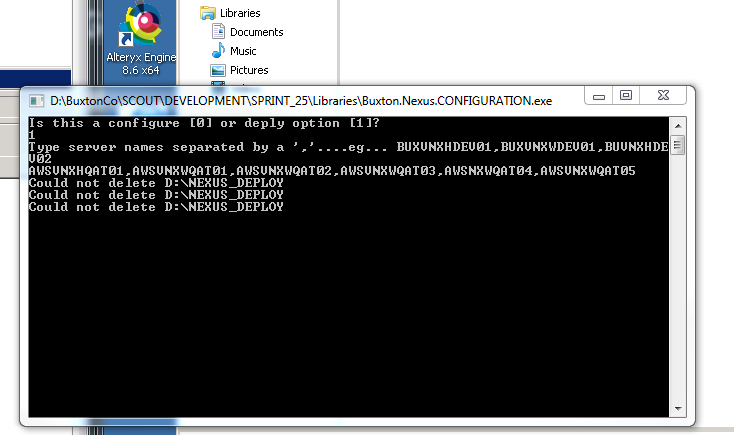 Libraries
Documents
Music
Pictures
Alteryx Engine
8.6 x64
D:\BuxtonCo\SCOUT\DEVELOPMENT\SPRINT_25\Libraries\Buxton.Nexus.CONFIGURATION.exe
Is this a configure [0] or deply option [1]?
1
Type server names separated by a ','....eg... BUXVNXHDEV01,BUXVNXWDEV01,BUVNXHDE
V02
AWSVNXHQAT01,AWSVNXWQAT01,AWSVNXWQAT02,AWSVNXWQAT03,AWSNXWQAT04,AWSVNXWQAT05
Could not delete D:\NEXUS_DEPLOY
Could not delete D:\NEXUS_DEPLOY
Could not delete D:\NEXUS_DEPLOY